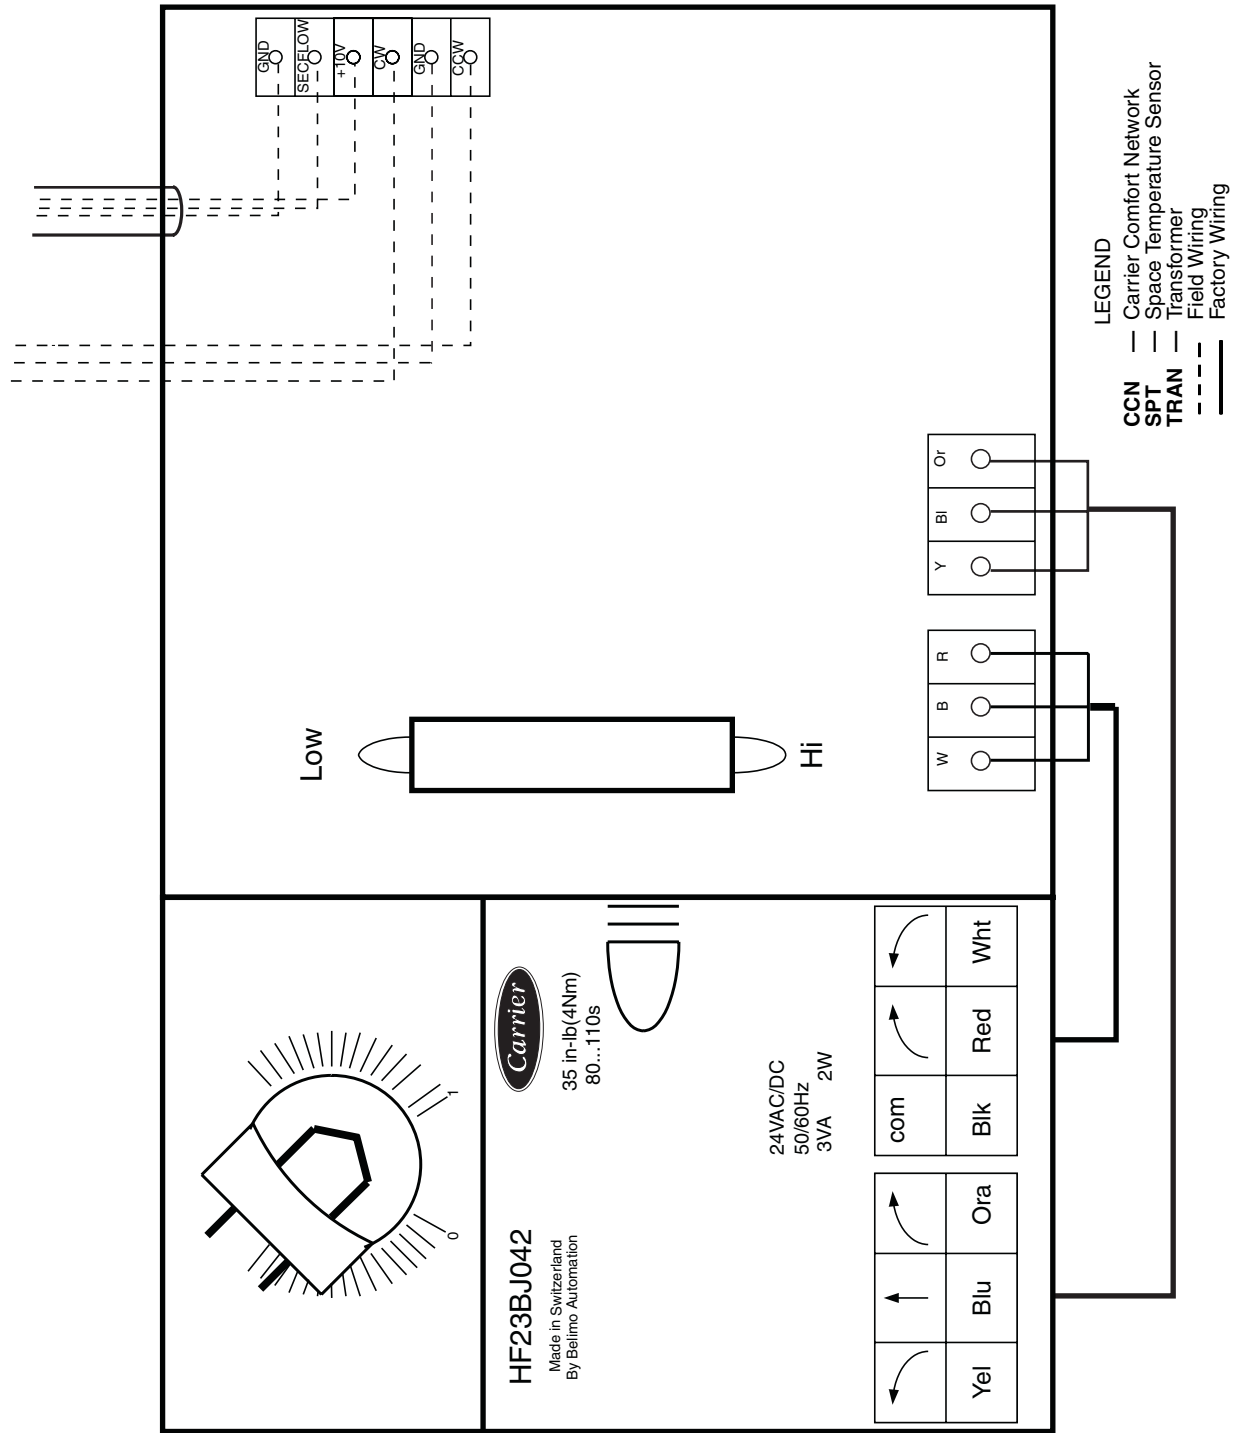 GND
SECFLOW
+10V
CW
GND
CCW
LEGEND
CCN — Carrier Comfort Network
SPT — Space Temperature Sensor
TRAN — Transformer
Field Wiring
Factory Wiring
Y
Bl
Or
W
B
R
Low
Hi
0
1
Carrier
35 in-lb(4Nm)
80...110s
HF23BJ042
Made in Switzerland
By Belimo Automation
24VAC/DC
50/60Hz
3VA 2W
com
Yel
Blu
Ora
Blk
Red
Wht